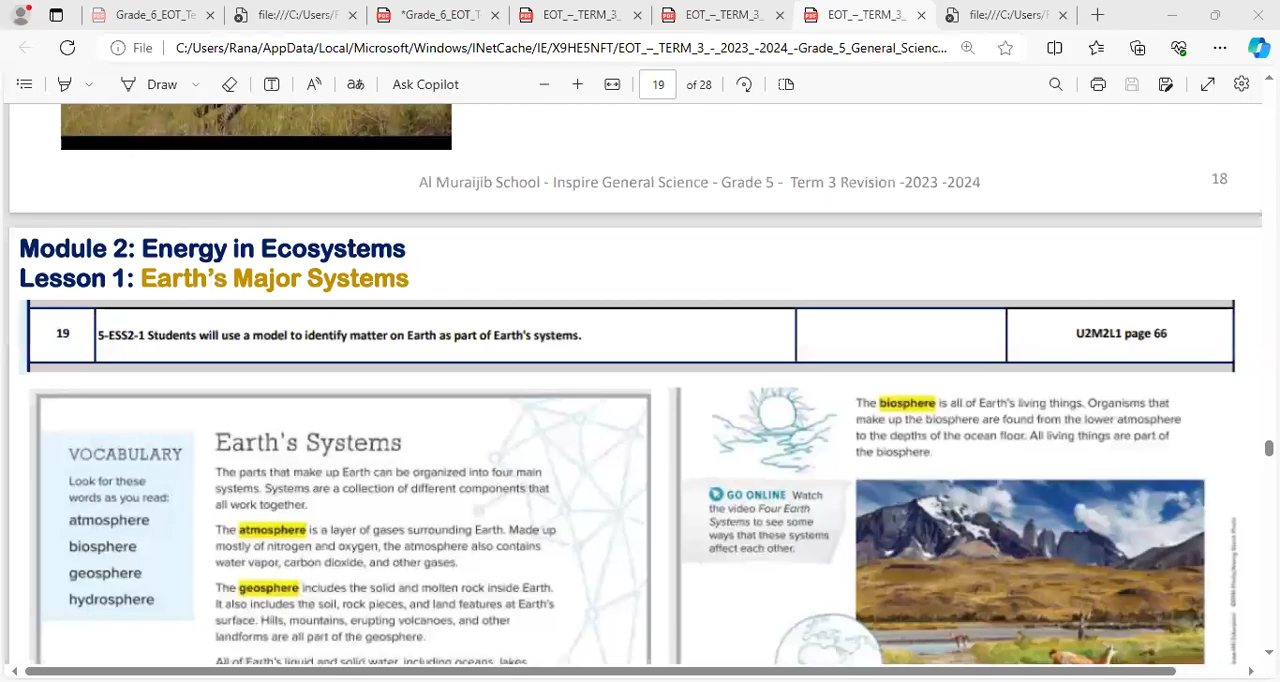 Grade_6_EOT_Te
file:///C:/Users/F
*Grade_6_EOT_T
EOT_–_TERM_3_
EOT_–_TERM_3_
EOT_–_TERM_3_
file:///C:/Users/F
File
C:/Users/Rana/AppData/Local/Microsoft/Windows/INetCache/IE/X9HE5NFT/EOT_–_TERM_3_-_2023_-2024_-Grade_5_General_Scienc...
Draw
aあ
Ask Copilot
19
of 28
Al Muraijib School - Inspire General Science - Grade 5 - Term 3 Revision -2023 -2024
18
Module 2: Energy in Ecosystems
Lesson 1: Earth's Major Systems
19
5-ESS2-1 Students will use a model to identify matter on Earth as part of Earth's systems.
U2M2L1 page 66
VOCABULARY
Look for these
words as you read:
atmosphere
biosphere
geosphere
hydrosphere
Earth's Systems
The parts that make up Earth can be organized into four main
systems. Systems are a collection of different components that
all work together.
The atmosphere is a layer of gases surrounding Earth. Made up
mostly of nitrogen and oxygen, the atmosphere also contains
water vapor, carbon dioxide, and other gases.
The geosphere includes the solid and molten rock inside Earth.
It also includes the soil, rock pieces, and land features at Earth's
surface. Hills, mountains, erupting volcanoes, and other
landforms are all part of the geosphere.
All of Earth's liquid and solid water, including oceans, lakes,
The biosphere is all of Earth's living things. Organisms that
make up the biosphere are found from the lower atmosphere
to the depths of the ocean floor. All living things are part of
the biosphere.
GO ONLINE Watch
the video Four Earth
Systems to see some
ways that these systems
affect each other.